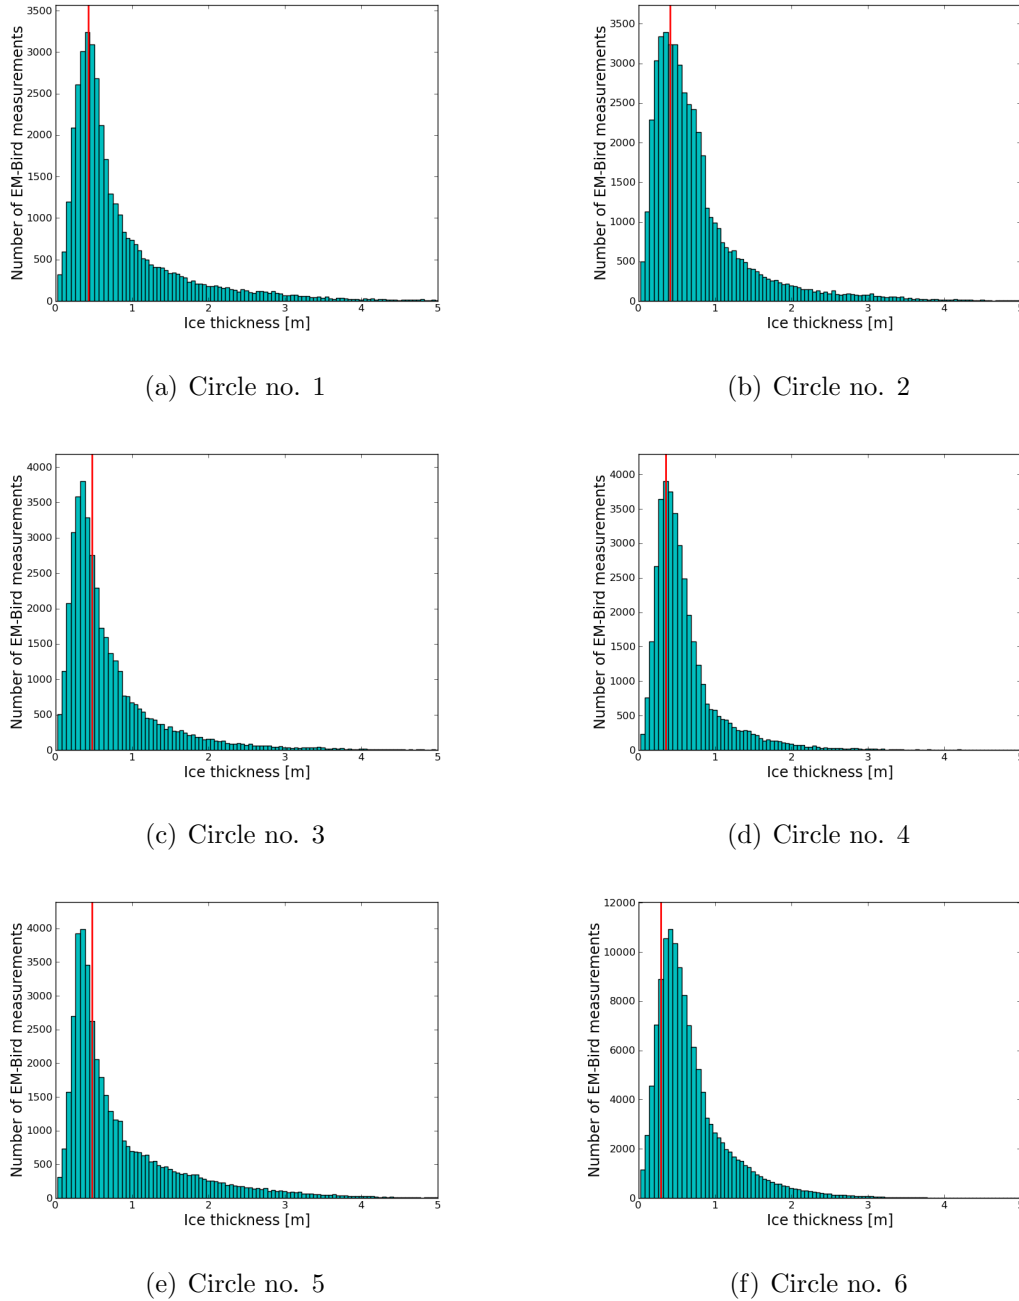 3500
3000
2500
2000
1500
1000
500
0
Number of EM-Bird measurements
0 1 2 3 4 5
Ice thickness [m]
(a) Circle no. 1
3500
3000
2500
2000
1500
1000
500
0
Number of EM-Bird measurements
0 1 2 3 4 5
Ice thickness [m]
(b) Circle no. 2
4000
3500
3000
2500
2000
1500
1000
500
0
Number of EM-Bird measurements
0 1 2 3 4 5
Ice thickness [m]
(c) Circle no. 3
4000
3500
3000
2500
2000
1500
1000
500
0
Number of EM-Bird measurements
0 1 2 3 4 5
Ice thickness [m]
(d) Circle no. 4
4000
3500
3000
2500
2000
1500
1000
500
0
Number of EM-Bird measurements
0 1 2 3 4 5
Ice thickness [m]
(e) Circle no. 5
12000
10000
8000
6000
4000
2000
0
Number of EM-Bird measurements
0 1 2 3 4 5
Ice thickness [m]
(f) Circle no. 6